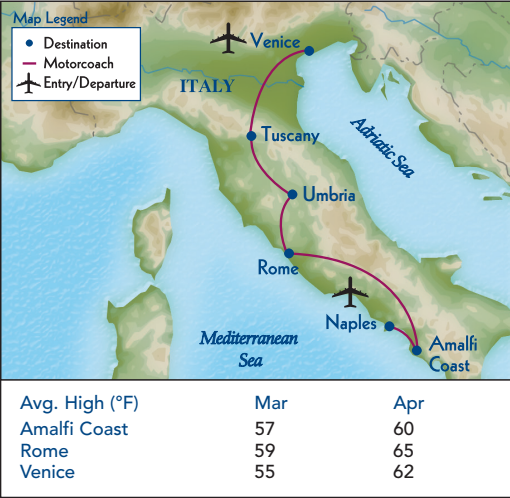 Map Legend
Destination
Motorcoach
Entry/Departure
Venice
ITALY
Tuscany
Adriatic Sea
Umbria
Rome
Naples
Mediterranean
Sea
Amalfi
Coast
Avg. High (°F) Mar Apr
Amalfi Coast 57 60
Rome 59 65
Venice 55 62